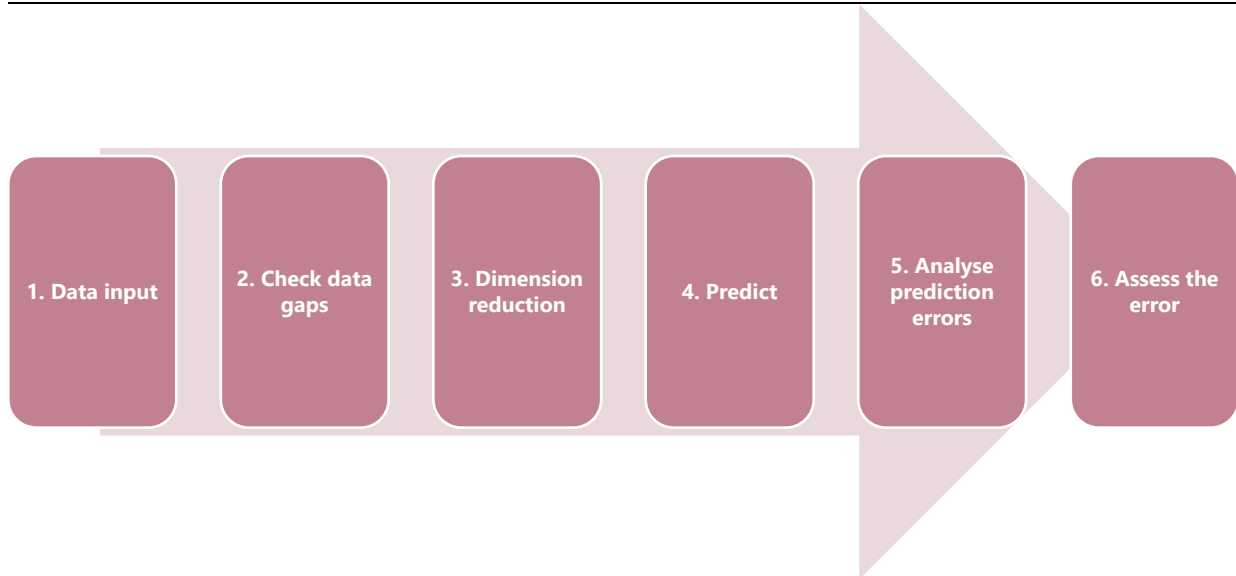 1. Data input
2. Check data
gaps
3. Dimension
reduction
4. Predict
5. Analyse
prediction
errors
6. Assess the
error